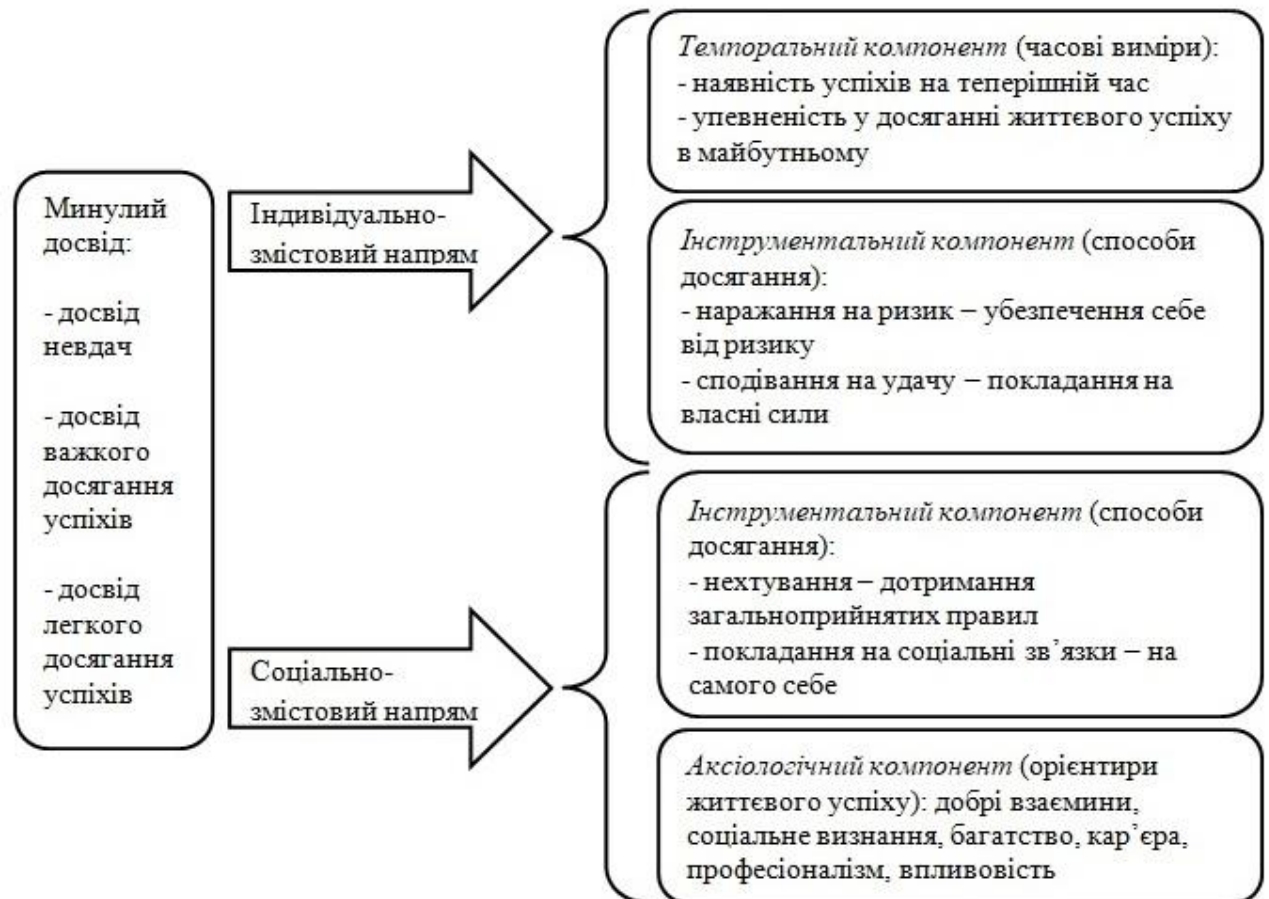 Минулий
досвід:
- досвід
невдач
- досвід
важкого
досягання
успіхів
- досвід
легкого
досягання
успіхів
Індивідуально-
змістовий напрям
Темпоральний компонент (часові виміри):
- наявність успіхів на теперішній час
- упевненість у досяганні життєвого успіху
в майбутньому
Інструментальний компонент (способи
досягання):
- наражання на ризик – убезпечення себе
від ризику
- сподівання на удачу – покладання на
власні сили
Соціально-
змістовий напрям
Інструментальний компонент (способи
досягання):
- нехтування – дотримання
загальноприйнятих правил
- покладання на соціальні зв’язки – на
самого себе
Аксіологічний компонент (орієнтири
життєвого успіху): добрі взаємини,
соціальне визнання, багатство, кар’єра,
професіоналізм, впливовість